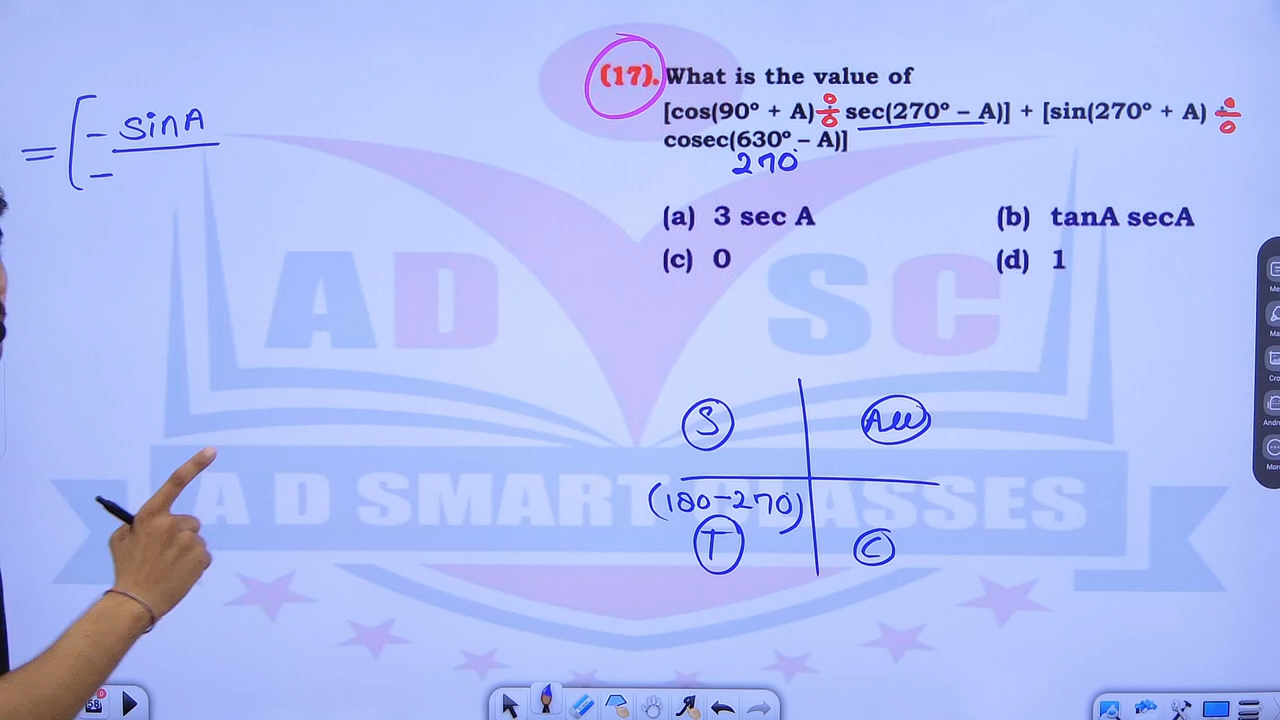 (17). What is the value of
[cos(90° + A) ÷ sec(270° – A)] + [sin(270° + A) ÷
cosec(630° – A)]
270
(a) 3 sec A
(b) tanA secA
(c) 0
(d) 1
= [ - sinA
-
AD SC
S
All
(180-270)
T
C
A D SMART CLASSES
58